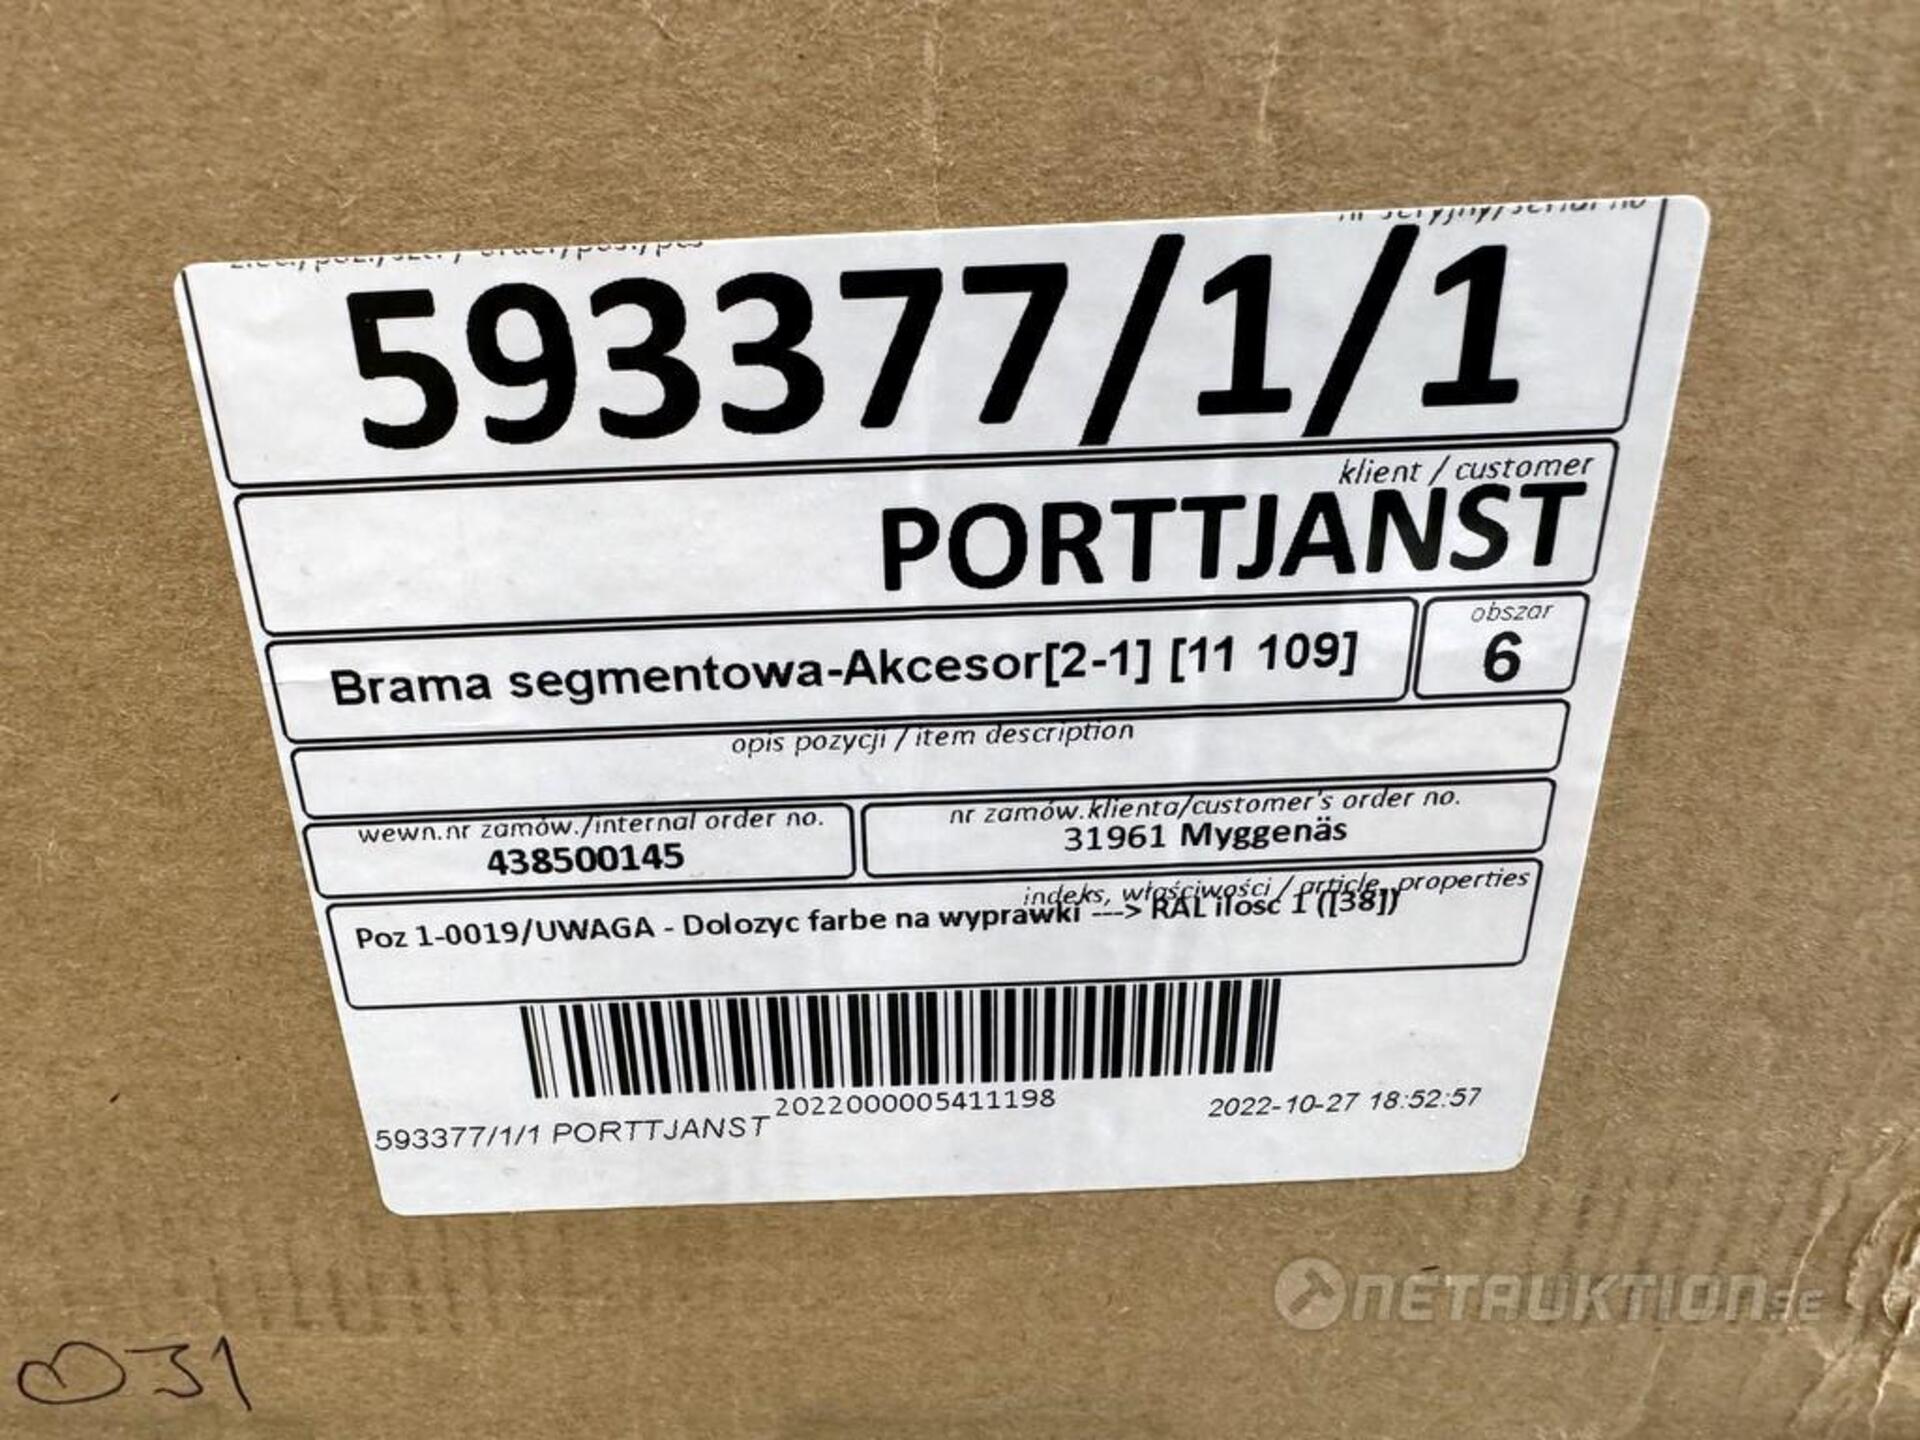 593377/1/1
klient / customer
PORTTJANST
Brama segmentowa-Akcesor[2-1] [11 109]
obszar
6
opis pozycji / item description
wewn.nr zamów./internal order no.
438500145
nr zamów.klienta/customer's order no.
31961 Myggenäs
indeks, właściwości / article, properties
Poz 1-0019/UWAGA - Dolozyc farbe na wyprawki ---> RAL ilosc 1 ([38])
2022000005411198
2022-10-27 18:52:57
593377/1/1 PORTTJANST
NETAUKTION.SE
031